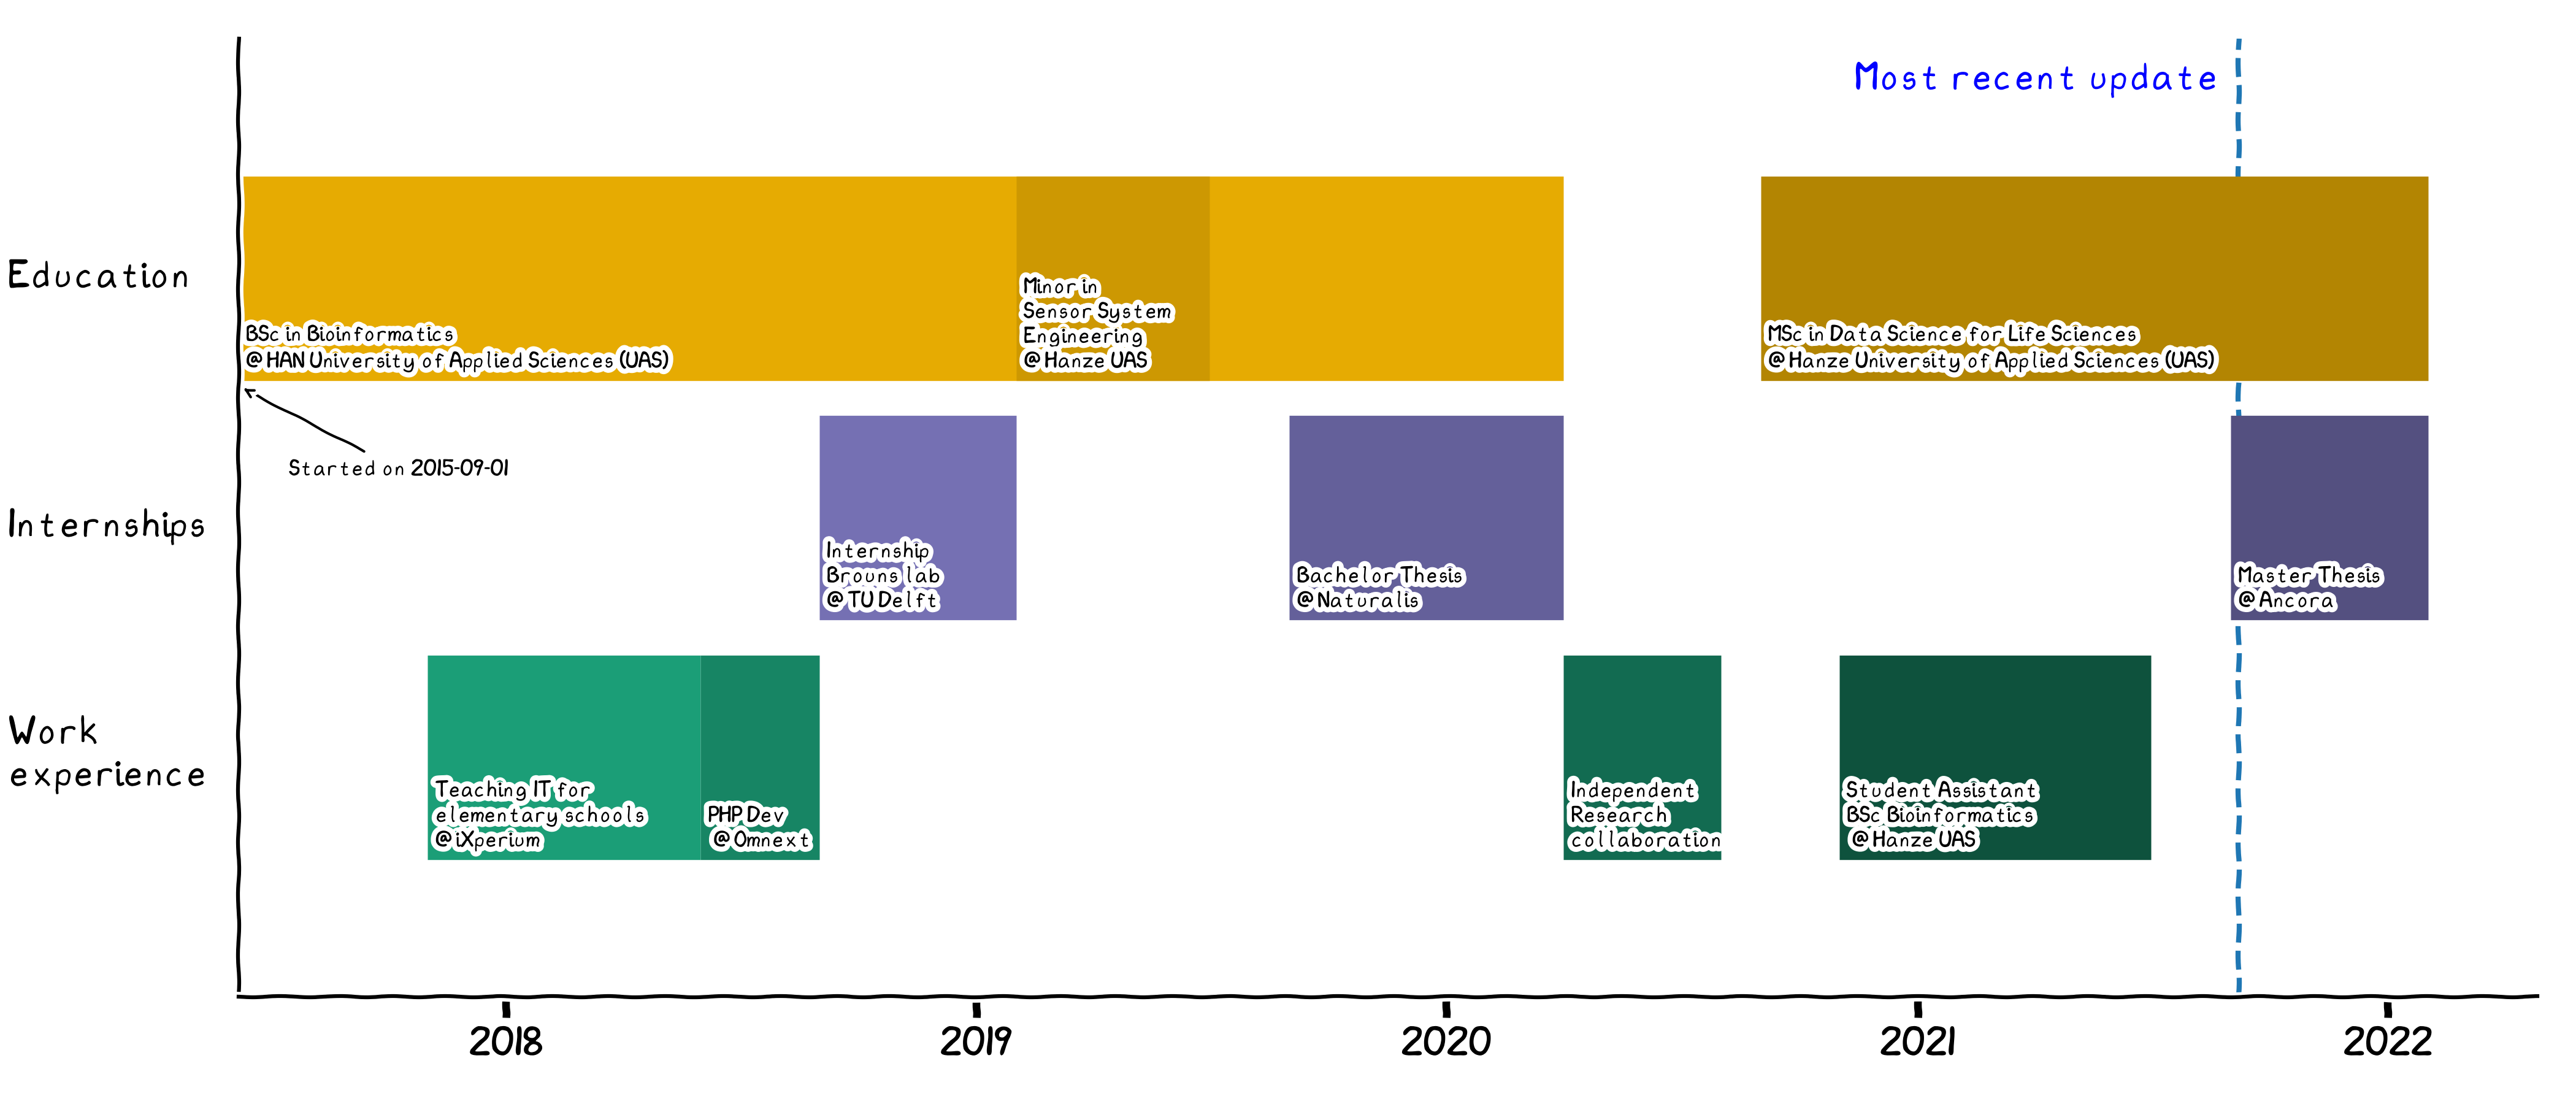 Most recent update
Education
BSc in Bioinformatics
@ HAN University of Applied Sciences (UAS)
Minor in
Sensor System
Engineering
@ Hanze UAS
MSc in Data Science for Life Sciences
@ Hanze University of Applied Sciences (UAS)
Started on 2015-09-01
Internships
Internship
Brouns lab
@ TU Delft
Bachelor Thesis
@ Naturalis
Master Thesis
@ Ancora
Work
experience
Teaching IT for
elementary schools
@ iXperium
PHP Dev
@ Omnext
Independent
Research
collaboration
Student Assistant
BSc Bioinformatics
@ Hanze UAS
2018
2019
2020
2021
2022